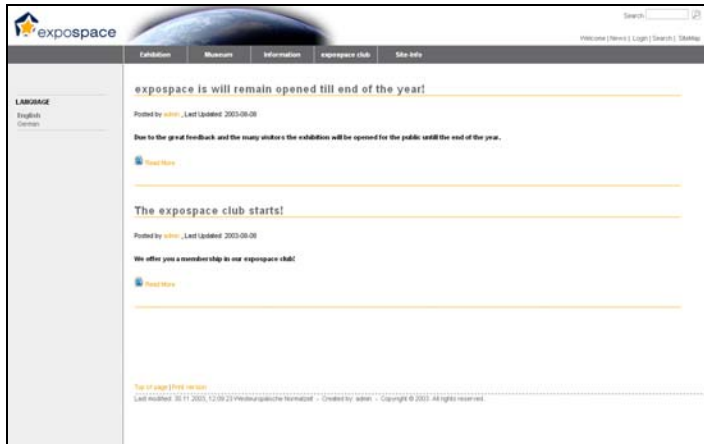 expospace
Search
Welcome | News | Login | Search | SiteMap
Exhibition Museum Information expospace club Site-Info
LANGUAGE
English
German
expospace is will remain opened till end of the year!
Posted by admin , Last Updated: 2003-08-08
Due to the great feedback and the many visitors the exhibition will be opened for the public untill the end of the year.
Read More
The expospace club starts!
Posted by admin , Last Updated: 2003-08-08
We offer you a membership in our expospace club!
Read More
Top of page | Print version
Last modified: 30.11.2003, 12:09:23 Westeuropäische Normalzeit - Created by: admin - Copyright © 2003. All rights reserved.